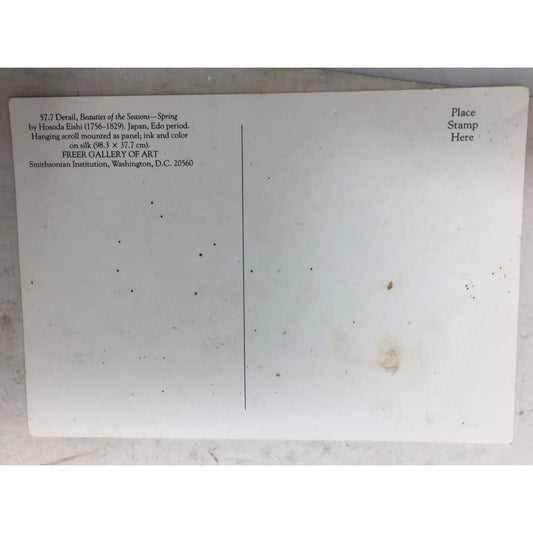 57.7 Detail, Beauties of the Seasons—Spring
by Hosoda Eishi (1756-1829). Japan, Edo period.
Hanging scroll mounted as panel; ink and color
on silk (98.3 × 37.7 cm).
FREER GALLERY OF ART
Smithsonian Institution, Washington, D.C. 20560
Place
Stamp
Here